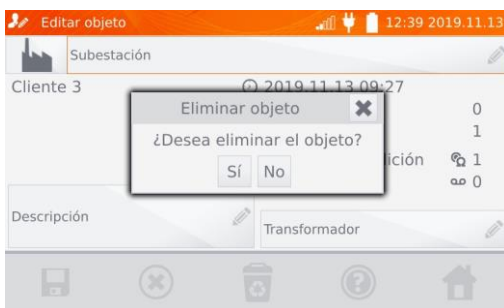 Editar objeto
12:39 2019.11.13
Subestación
Cliente 3
2019.11.13 09:27
0
Eliminar objeto
1
¿Desea eliminar el objeto?
ición
1
Sí
No
0
Descripción
Transformador